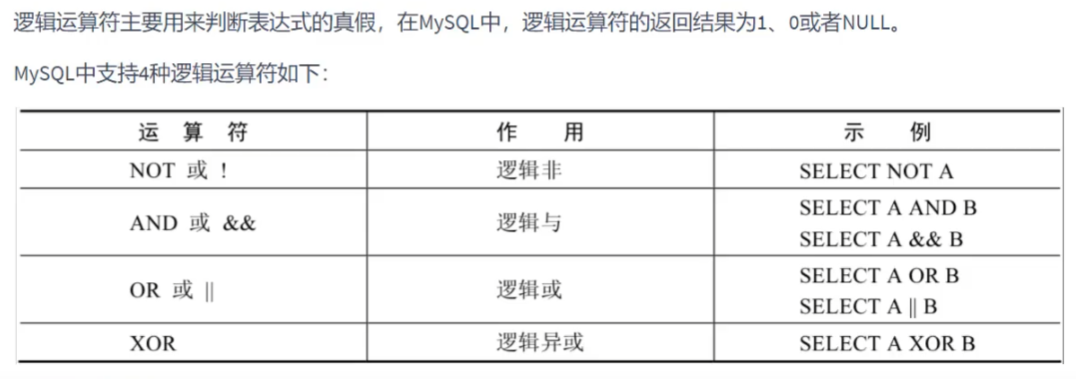 逻辑运算符主要用来判断表达式的真假，在MySQL中，逻辑运算符的返回结果为1、0或者NULL。
MySQL中支持4种逻辑运算符如下：
运 算 符 作 用 示 例
NOT 或 ! 逻辑非 SELECT NOT A
AND 或 && 逻辑与 SELECT A AND B
SELECT A && B
OR 或 || 逻辑或 SELECT A OR B
SELECT A || B
XOR 逻辑异或 SELECT A XOR B